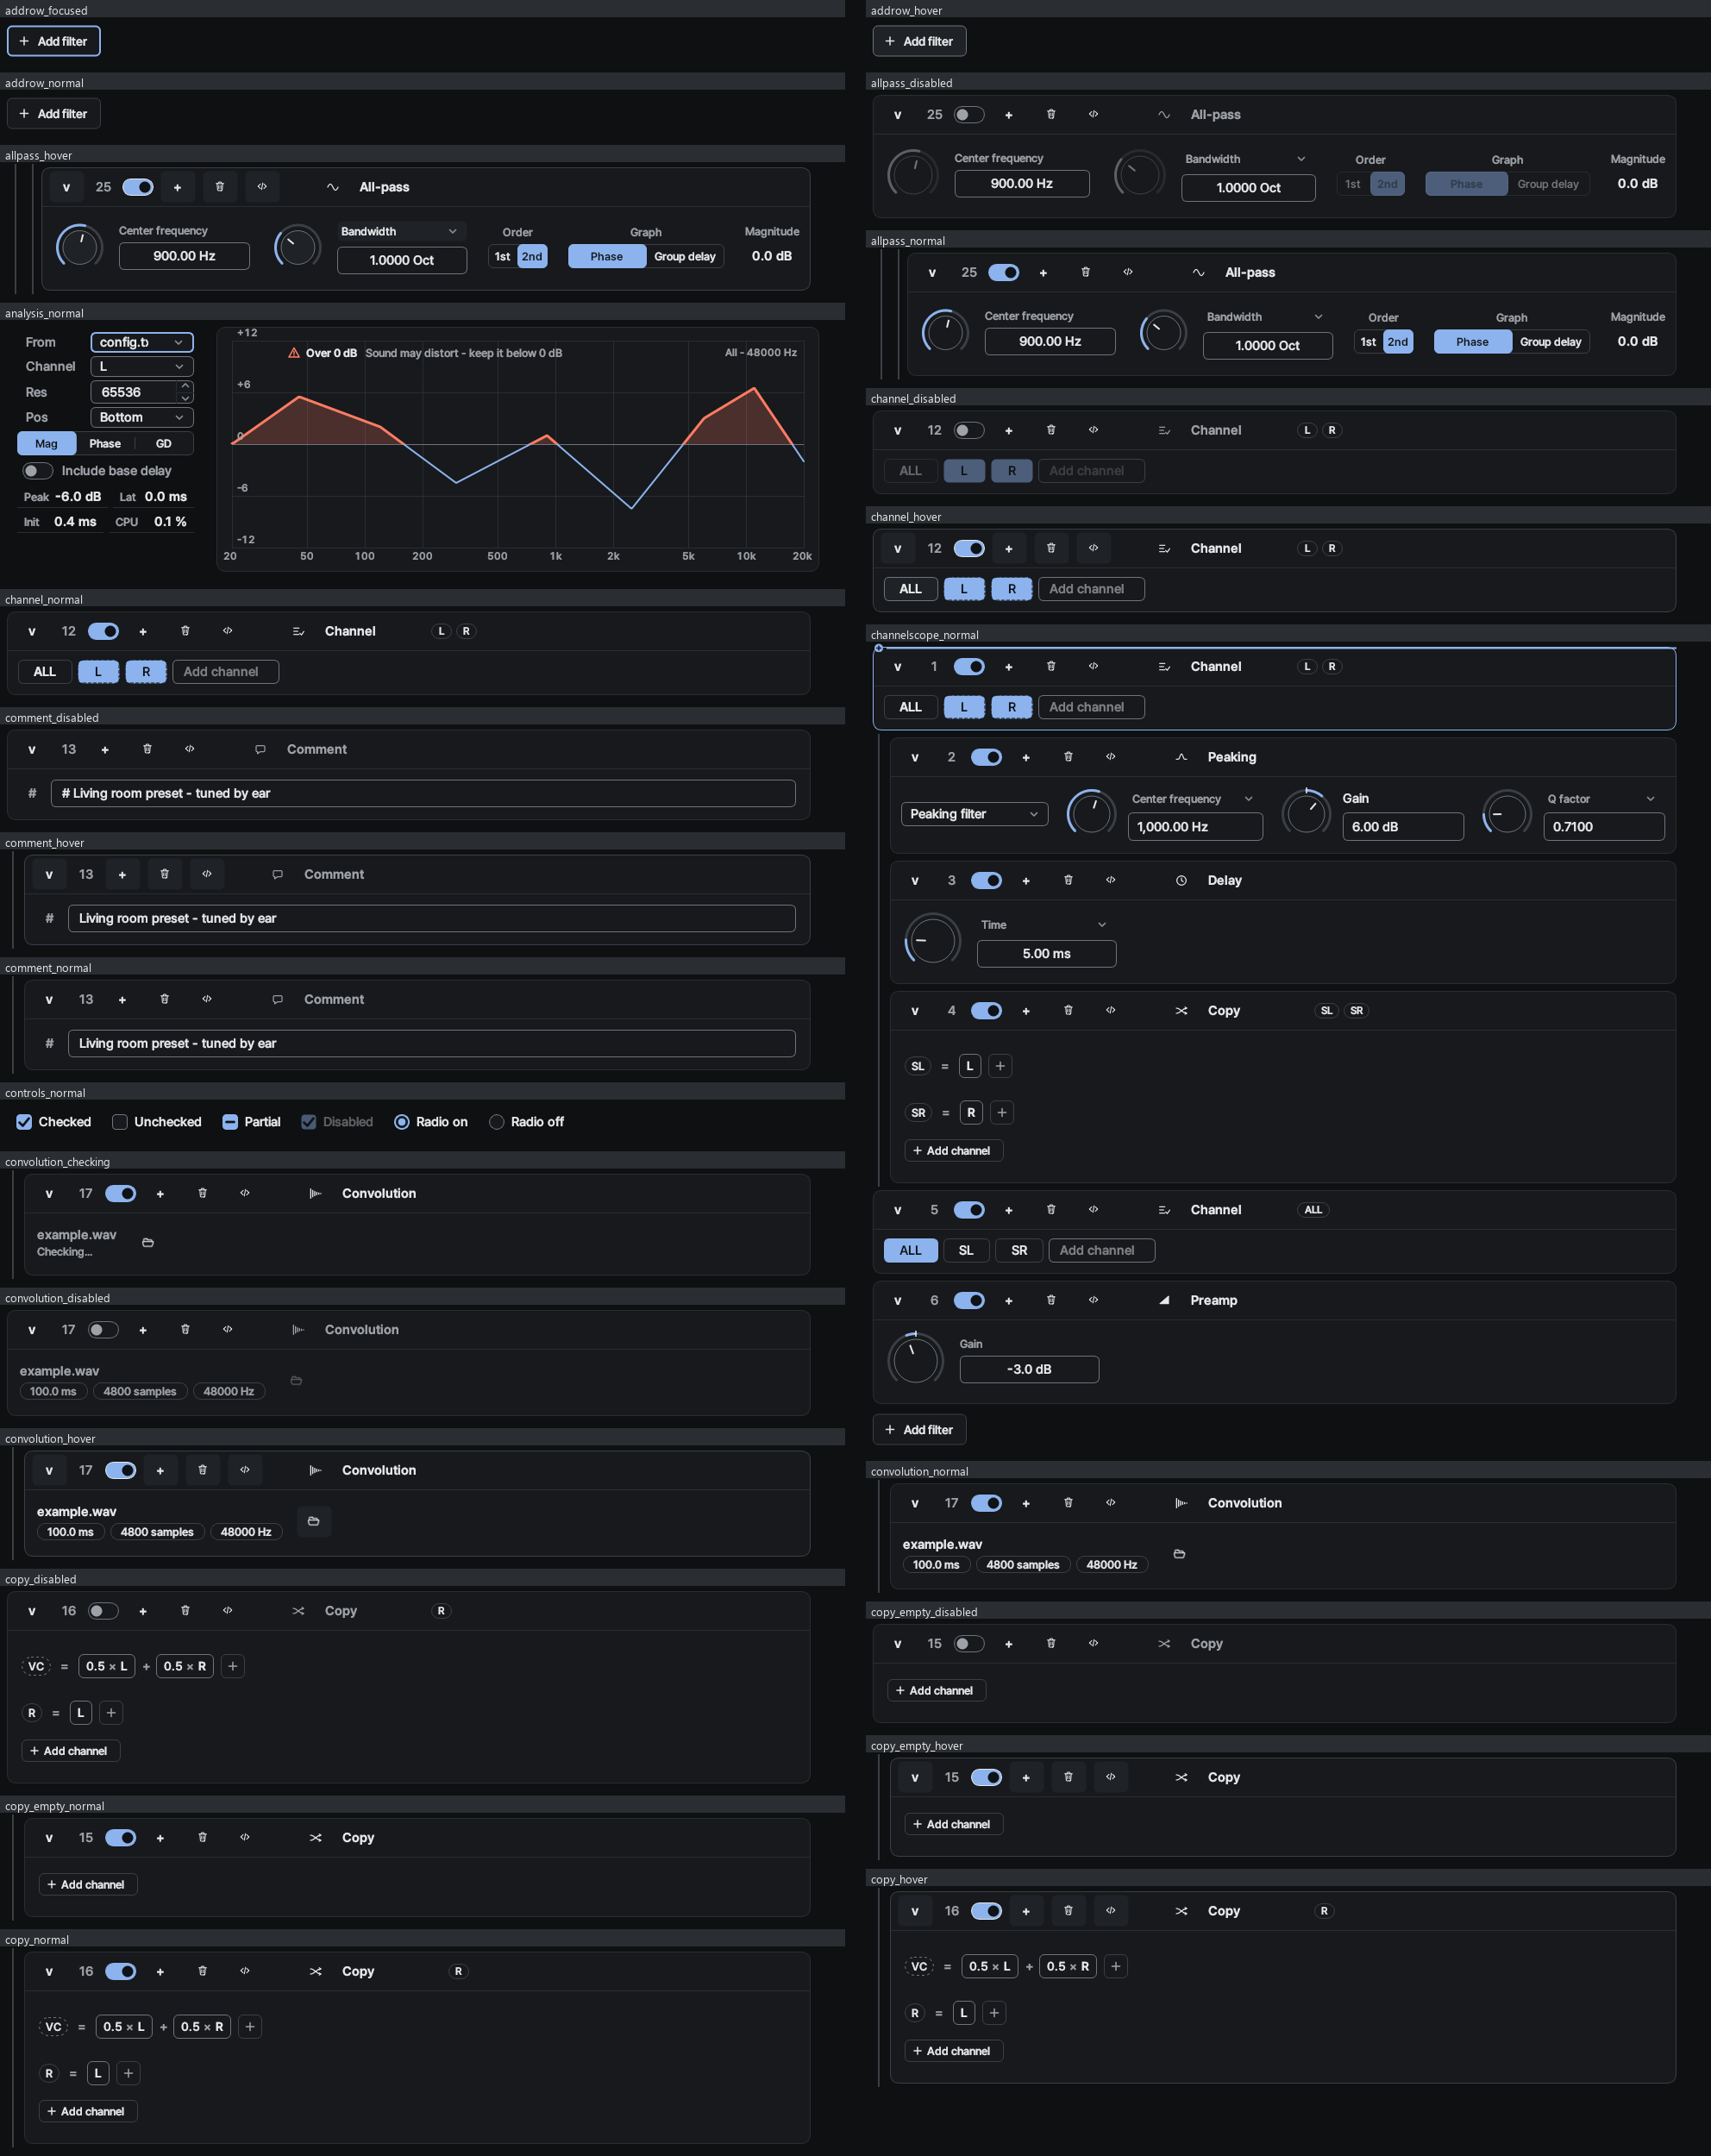 addrow_focused
+ Add filter
addrow_normal
+ Add filter
allpass_hover
v 25 + </> All-pass
Center frequency Bandwidth Order Graph Magnitude
900.00 Hz 1.0000 Oct 1st 2nd Phase Group delay 0.0 dB
analysis_normal
From config.t
Channel L
Res 65536
Pos Bottom
Mag Phase GD
Include base delay
Peak -6.0 dB Lat 0.0 ms
Init 0.4 ms CPU 0.1 %
+12
Over 0 dB Sound may distort - keep it below 0 dB All - 48000 Hz
+6
0
-6
-12
20 50 100 200 500 1k 2k 5k 10k 20k
channel_normal
v 12 + </> Channel L R
ALL L R Add channel
comment_disabled
v 13 + </> Comment
# # Living room preset - tuned by ear
comment_hover
v 13 + </> Comment
# Living room preset - tuned by ear
comment_normal
v 13 + </> Comment
# Living room preset - tuned by ear
controls_normal
Checked Unchecked Partial Disabled Radio on Radio off
convolution_checking
v 17 + </> Convolution
example.wav
Checking...
convolution_disabled
v 17 + </> Convolution
example.wav
100.0 ms 4800 samples 48000 Hz
convolution_hover
v 17 + </> Convolution
example.wav
100.0 ms 4800 samples 48000 Hz
copy_disabled
v 16 + </> Copy R
VC = 0.5 × L + 0.5 × R +
R = L +
+ Add channel
copy_empty_normal
v 15 + </> Copy
+ Add channel
copy_normal
v 16 + </> Copy R
VC = 0.5 × L + 0.5 × R +
R = L +
+ Add channel
addrow_hover
+ Add filter
allpass_disabled
v 25 + </> All-pass
Center frequency Bandwidth Order Graph Magnitude
900.00 Hz 1.0000 Oct 1st 2nd Phase Group delay 0.0 dB
allpass_normal
v 25 + </> All-pass
Center frequency Bandwidth Order Graph Magnitude
900.00 Hz 1.0000 Oct 1st 2nd Phase Group delay 0.0 dB
channel_disabled
v 12 + </> Channel L R
ALL L R Add channel
channel_hover
v 12 + </> Channel L R
ALL L R Add channel
channelscope_normal
v 1 + </> Channel L R
ALL L R Add channel
v 2 + </> Peaking
Peaking filter Center frequency Gain Q factor
1,000.00 Hz 6.00 dB 0.7100
v 3 + </> Delay
Time
5.00 ms
v 4 + </> Copy SL SR
SL = L +
SR = R +
+ Add channel
v 5 + </> Channel ALL
ALL SL SR Add channel
v 6 + </> Preamp
Gain
-3.0 dB
+ Add filter
convolution_normal
v 17 + </> Convolution
example.wav
100.0 ms 4800 samples 48000 Hz
copy_empty_disabled
v 15 + </> Copy
+ Add channel
copy_empty_hover
v 15 + </> Copy
+ Add channel
copy_hover
v 16 + </> Copy R
VC = 0.5 × L + 0.5 × R +
R = L +
+ Add channel